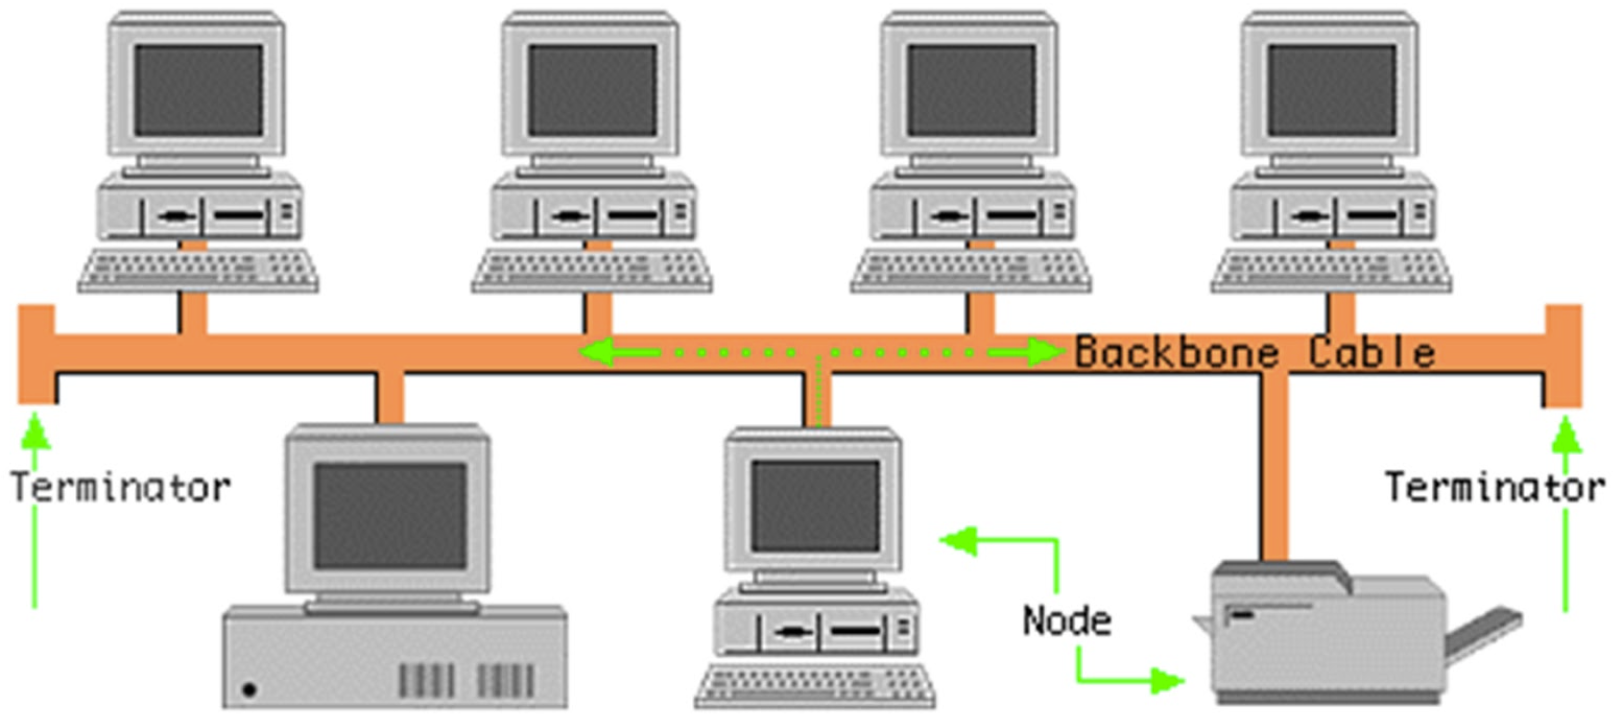 Backbone Cable
Terminator
Terminator
Node